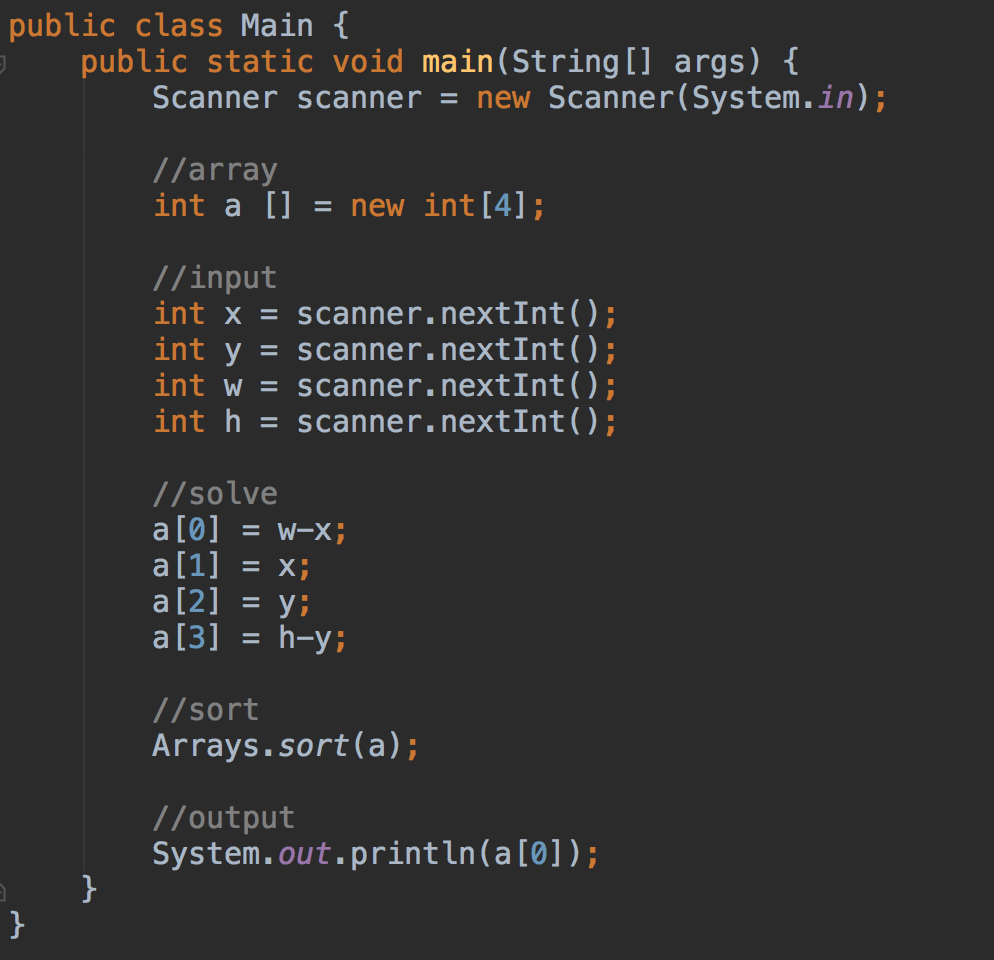 public class Main {
    public static void main(String[] args) {
        Scanner scanner = new Scanner(System.in);

        //array
        int a [] = new int[4];

        //input
        int x = scanner.nextInt();
        int y = scanner.nextInt();
        int w = scanner.nextInt();
        int h = scanner.nextInt();

        //solve
        a[0] = w-x;
        a[1] = x;
        a[2] = y;
        a[3] = h-y;

        //sort
        Arrays.sort(a);

        //output
        System.out.println(a[0]);
    }
}